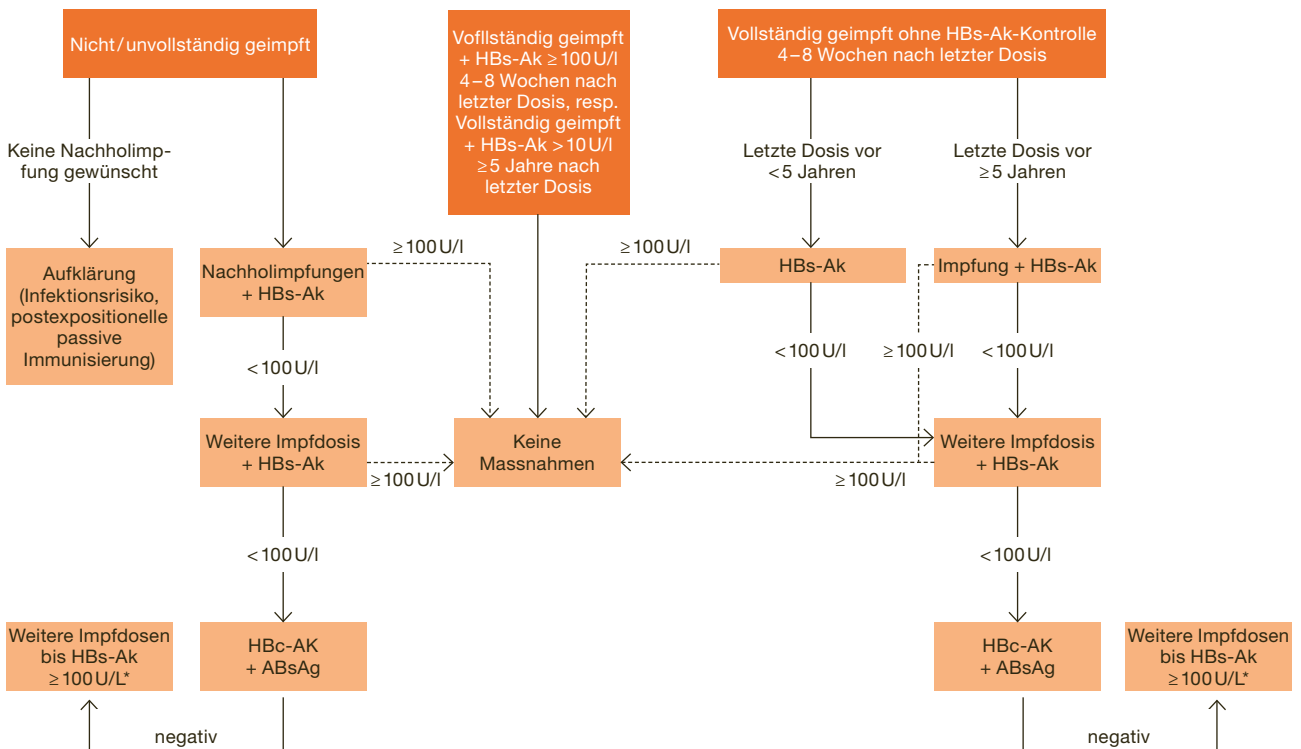 Nicht/unvollständig geimpft
Vofllständig geimpft
+ HBs-Ak ≥100 U/l
4–8 Wochen nach
letzter Dosis, resp.
Vollständig geimpft
+ HBs-Ak >10 U/l
≥5 Jahre nach
letzter Dosis
Vollständig geimpft ohne HBs-Ak-Kontrolle
4–8 Wochen nach letzter Dosis
Keine Nachholimp-
fung gewünscht
Letzte Dosis vor
<5 Jahren
Letzte Dosis vor
≥5 Jahren
Aufklärung
(Infektionsrisiko,
postexpositionelle
passive
Immunisierung)
Nachholimpfungen
+ HBs-Ak
≥100 U/l
≥100 U/l
HBs-Ak
Impfung + HBs-Ak
<100 U/l
<100 U/l
≥100 U/l
<100 U/l
Weitere Impfdosis
+ HBs-Ak
≥100 U/l
Keine
Massnahmen
≥100 U/l
Weitere Impfdosis
+ HBs-Ak
<100 U/l
<100 U/l
Weitere Impfdosen
bis HBs-Ak
≥100 U/L*
HBc-AK
+ ABsAg
HBc-AK
+ ABsAg
Weitere Impfdosen
bis HBs-Ak
≥100 U/L*
negativ
negativ